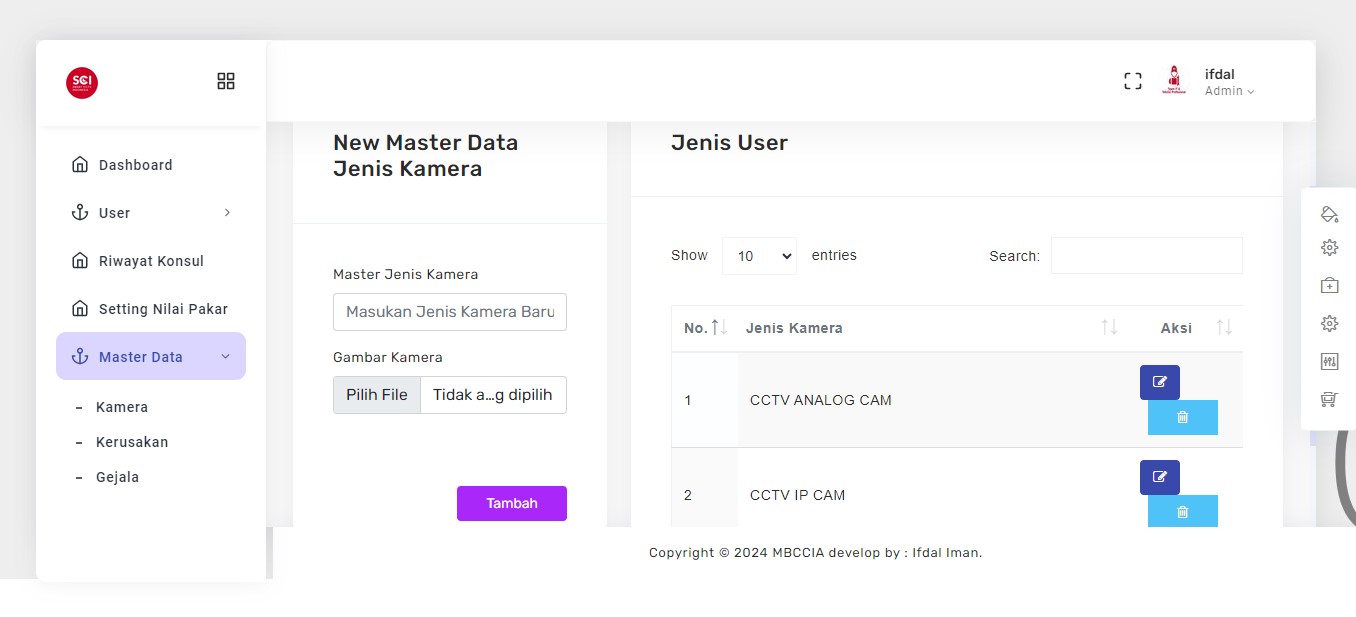 SCI
ifdal
Admin
Dashboard
User
Riwayat Konsul
Setting Nilai Pakar
Master Data
Kamera
Kerusakan
Gejala
New Master Data
Jenis Kamera
Master Jenis Kamera
Masukan Jenis Kamera Baru
Gambar Kamera
Pilih File Tidak a...g dipilih
Tambah
Jenis User
Show 10 entries
Search:
No. Jenis Kamera Aksi
1 CCTV ANALOG CAM
2 CCTV IP CAM
Copyright © 2024 MBCCIA develop by : Ifdal Iman.